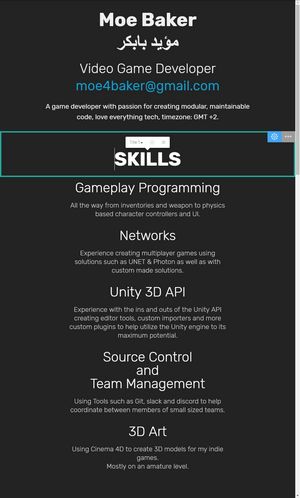 Moe Baker
مؤيد بابكر
Video Game Developer
moe4baker@gmail.com
A game developer with passion for creating modular, maintainable
code, love everything tech, timezone: GMT +2.
SKILLS
Gameplay Programming
All the way from inventories and weapon to physics
based character controllers and UI.
Networks
Experience creating multiplayer games using
solutions such as UNET & Photon as well as with
custom made solutions.
Unity 3D API
Experience with the ins and outs of the Unity API
creating editor tools, custom importers and more
custom plugins to help utilize the Unity engine to its
maximum potential.
Source Control
and
Team Management
Using Tools such as Git, slack and discord to help
coordinate between members of small sized teams.
3D Art
Using Cinema 4D to create 3D models for my indie
games.
Mostly on an amature level.